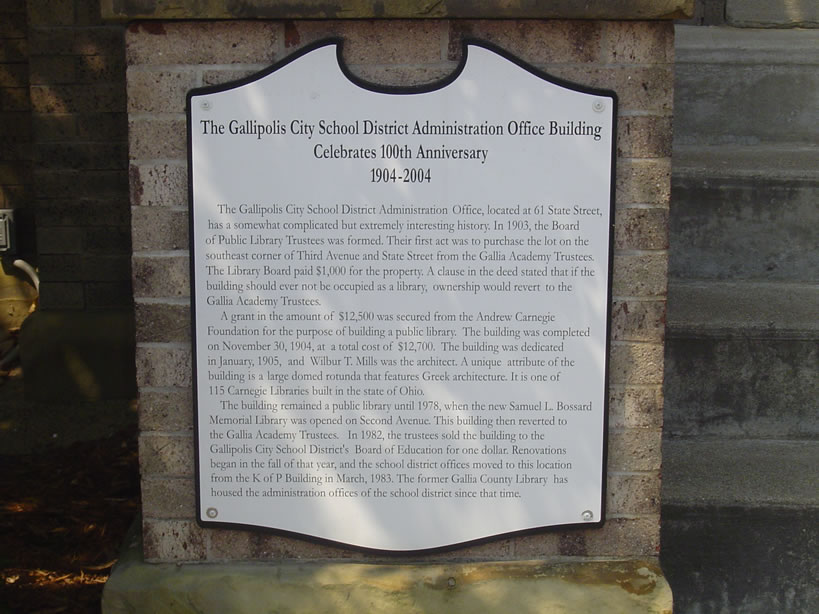 The Gallipolis City School District Administration Office Building
Celebrates 100th Anniversary
1904-2004
The Gallipolis City School District Administration Office, located at 61 State Street,
has a somewhat complicated but extremely interesting history. In 1903, the Board
of Public Library Trustees was formed. Their first act was to purchase the lot on the
southeast corner of Third Avenue and State Street from the Gallia Academy Trustees.
The Library Board paid $1,000 for the property. A clause in the deed stated that if the
building should ever not be occupied as a library, ownership would revert to the
Gallia Academy Trustees.
A grant in the amount of $12,500 was secured from the Andrew Carnegie
Foundation for the purpose of building a public library. The building was completed
on November 30, 1904, at a total cost of $12,700. The building was dedicated
in January, 1905, and Wilbur T. Mills was the architect. A unique attribute of the
building is a large domed rotunda that features Greek architecture. It is one of
115 Carnegie Libraries built in the state of Ohio.
The building remained a public library until 1978, when the new Samuel L. Bossard
Memorial Library was opened on Second Avenue. This building then reverted to
the Gallia Academy Trustees. In 1982, the trustees sold the building to the
Gallipolis City School District's Board of Education for one dollar. Renovations
began in the fall of that year, and the school district offices moved to this location
from the K of P Building in March, 1983. The former Gallia County Library has
housed the administration offices of the school district since that time.